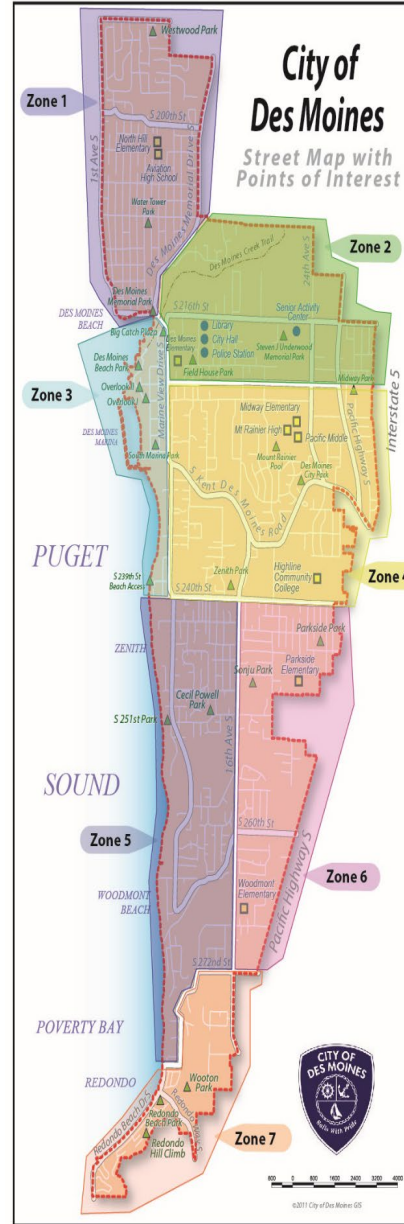 City of
Des Moines
Street Map with
Points of Interest
Westwood Park
Zone 1
S 200th St
1st Ave S
North Hill
Elementary
Aviation
High School
Des Moines Memorial Drive S
Water Tower
Park
Zone 2
24th Ave S
Des Moines Creek Trail
Des Moines
Memorial Park
S 216th St
DES MOINES
BEACH
Big Catch Plaza
Library
City Hall
Police Station
Senior Activity
Center
Des Moines
Elementary
Steven J Underwood
Memorial Park
Field House Park
Midway Park
Interstate 5
Des Moines
Beach Park
Zone 3
Overlook II
Overlook I
Marine View Drive S
DES MOINES
MARINA
South Marina Park
Midway Elementary
Mt Rainier High
Pacific Middle
Pacific Highway S
Mount Rainier
Pool
Des Moines
City Park
S Kent Des Moines Road
PUGET
Highline
Community
College
Zone 4
Zenith Park
S 239th St
Beach Access
S 240th St
ZENITH
Parkside Park
Parkside
Elementary
Sonju Park
Cecil Powell
Park
16th Ave S
S 251st Park
SOUND
S 260th St
Zone 5
Pacific Highway S
Zone 6
WOODMONT
BEACH
Woodmont
Elementary
S 272nd St
POVERTY BAY
REDONDO
Wooton Park
Redondo Beach Dr S
Redondo
Beach Park
Redondo
Hill Climb
Zone 7
CITY OF
DES MOINES
800 0 800 1600 2400 3200 4000
©2011 City of Des Moines GIS